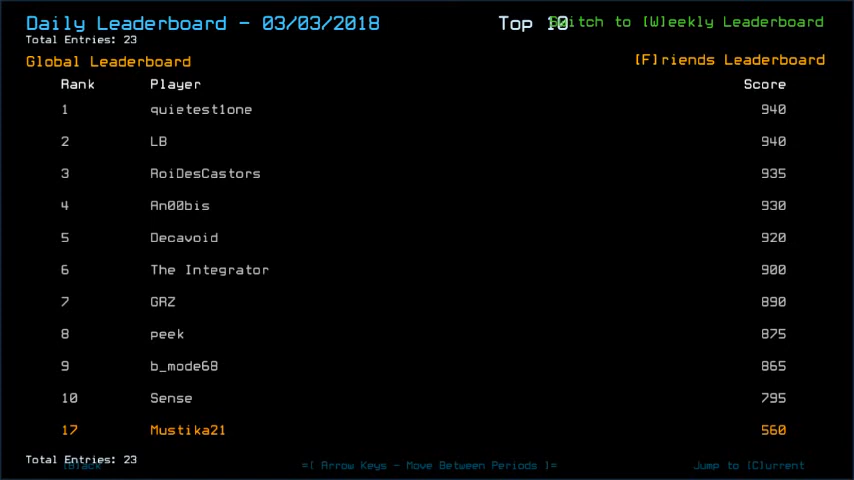 Daily Leaderboard - 03/03/2018 Top 10 Switch to [W]eekly Leaderboard
Total Entries: 23
Global Leaderboard [F]riends Leaderboard
Rank Player Score
1 quietest1one 940
2 LB 940
3 RoiDesCastors 935
4 An00bis 930
5 Decavoid 920
6 The Integrator 900
7 GRZ 890
8 peek 875
9 b_mode68 865
10 Sense 795
17 Mustika21 560
Total Entries: 23
[B]ack =[ Arrow Keys - Move Between Periods ]= Jump to [C]urrent